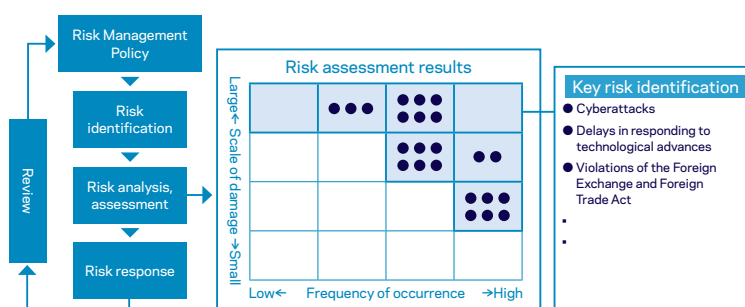 Risk Management
Policy
Risk
identification
Risk analysis,
assessment
Risk response
Review
Risk assessment results
Large← Scale of damage →Small
Low← Frequency of occurrence →High
Key risk identification
● Cyberattacks
● Delays in responding to
technological advances
● Violations of the Foreign
Exchange and Foreign
Trade Act